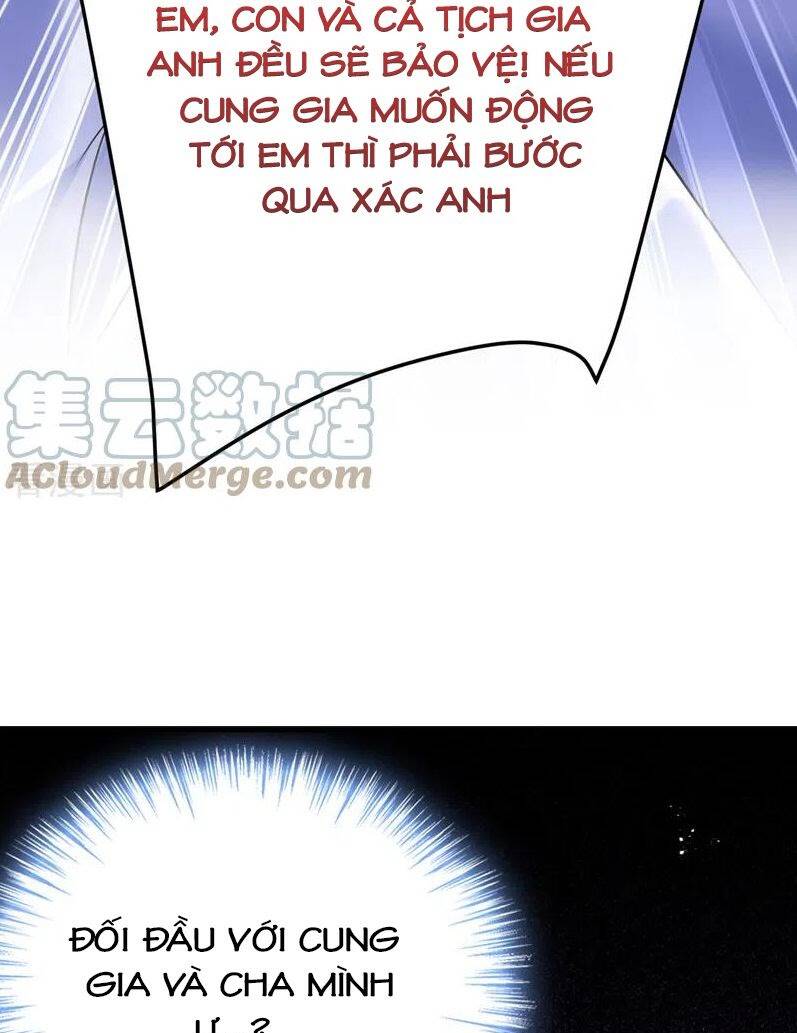 EM, CON VÀ CẢ TỊCH GIA
ANH ĐỀU SẼ BẢO VỆ! NẾU
CUNG GIA MUỐN ĐỘNG
TỚI EM THÌ PHẢI BƯỚC
QUA XÁC ANH
集云数据
ACloudMerge.com
ĐỐI ĐẦU VỚI CUNG
GIA VÀ CHA MÌNH
Ư...?